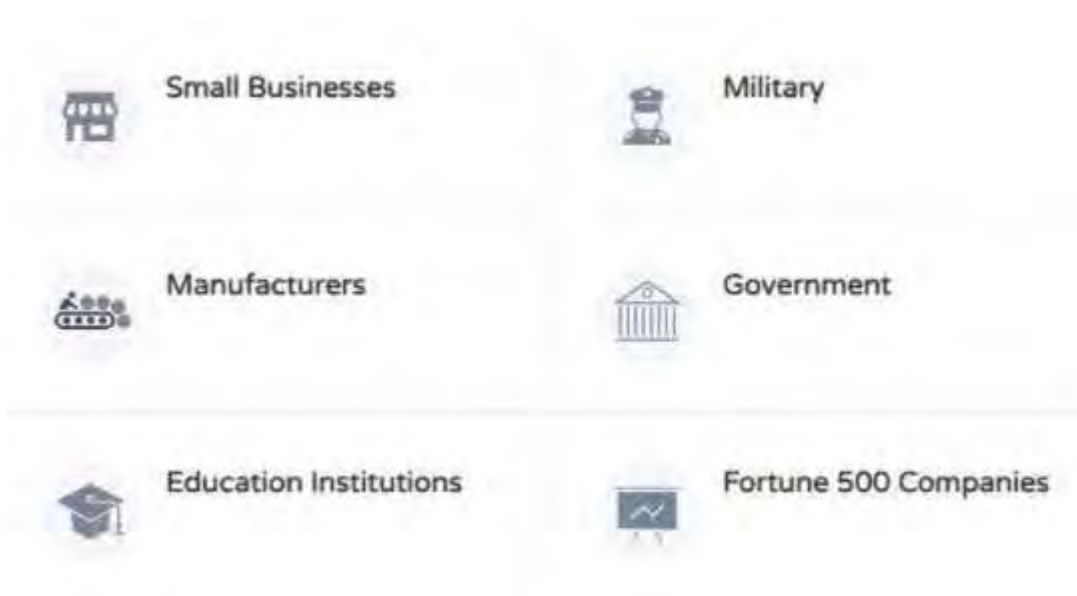 Small Businesses
Military
Manufacturers
Government
Education Institutions
Fortune 500 Companies